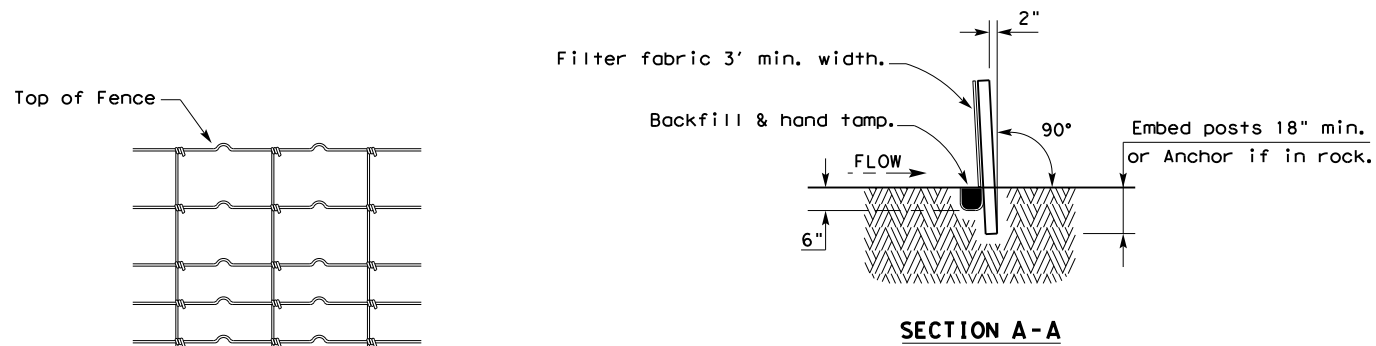 Top of Fence
2"
Filter fabric 3' min. width.
Backfill & hand tamp.
90°
Embed posts 18" min.
or Anchor if in rock.
FLOW
6"
SECTION A-A